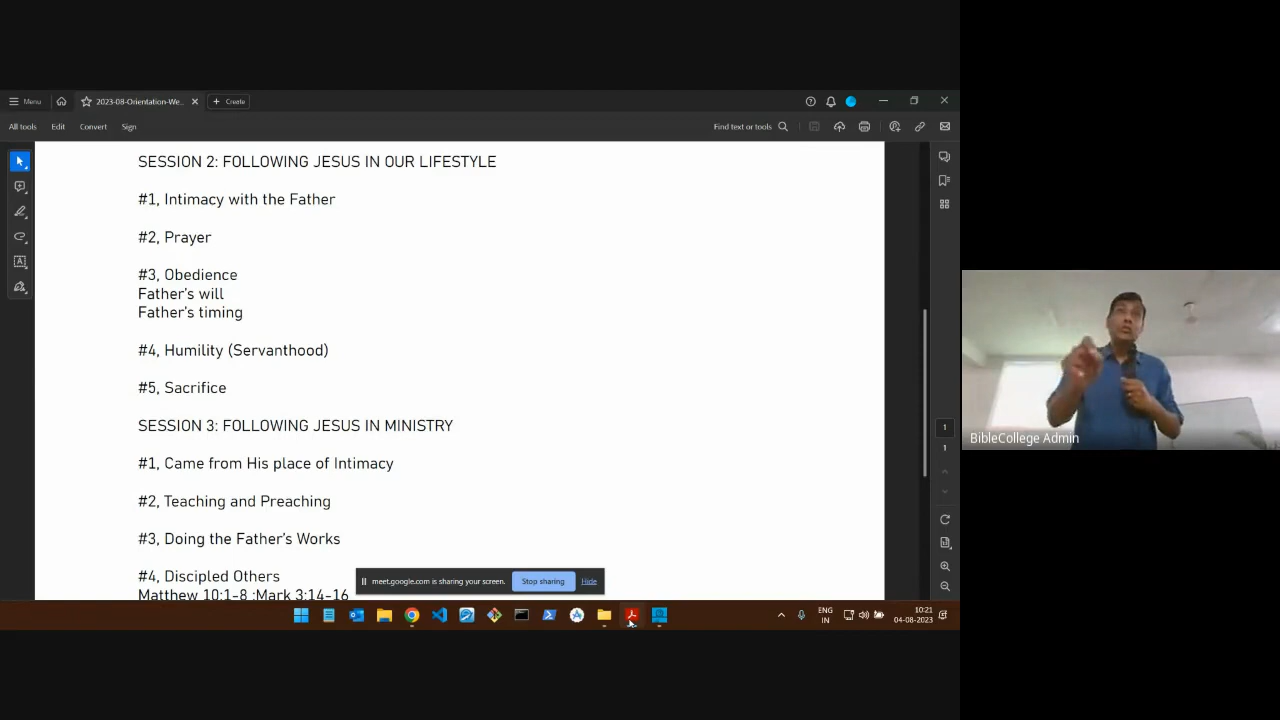 Menu
2023-08-Orientation-We...
Create
All tools
Edit
Convert
Sign
Find text or tools
SESSION 2: FOLLOWING JESUS IN OUR LIFESTYLE
#1, Intimacy with the Father
#2, Prayer
#3, Obedience
Father's will
Father's timing
#4, Humility (Servanthood)
#5, Sacrifice
SESSION 3: FOLLOWING JESUS IN MINISTRY
#1, Came from His place of Intimacy
#2, Teaching and Preaching
#3, Doing the Father's Works
#4, Discipled Others
Matthew 10:1-8 ;Mark 3:14-16
meet.google.com is sharing your screen.
Stop sharing
Hide
1
1
ENG
IN
10:21
04-08-2023
BibleCollege Admin